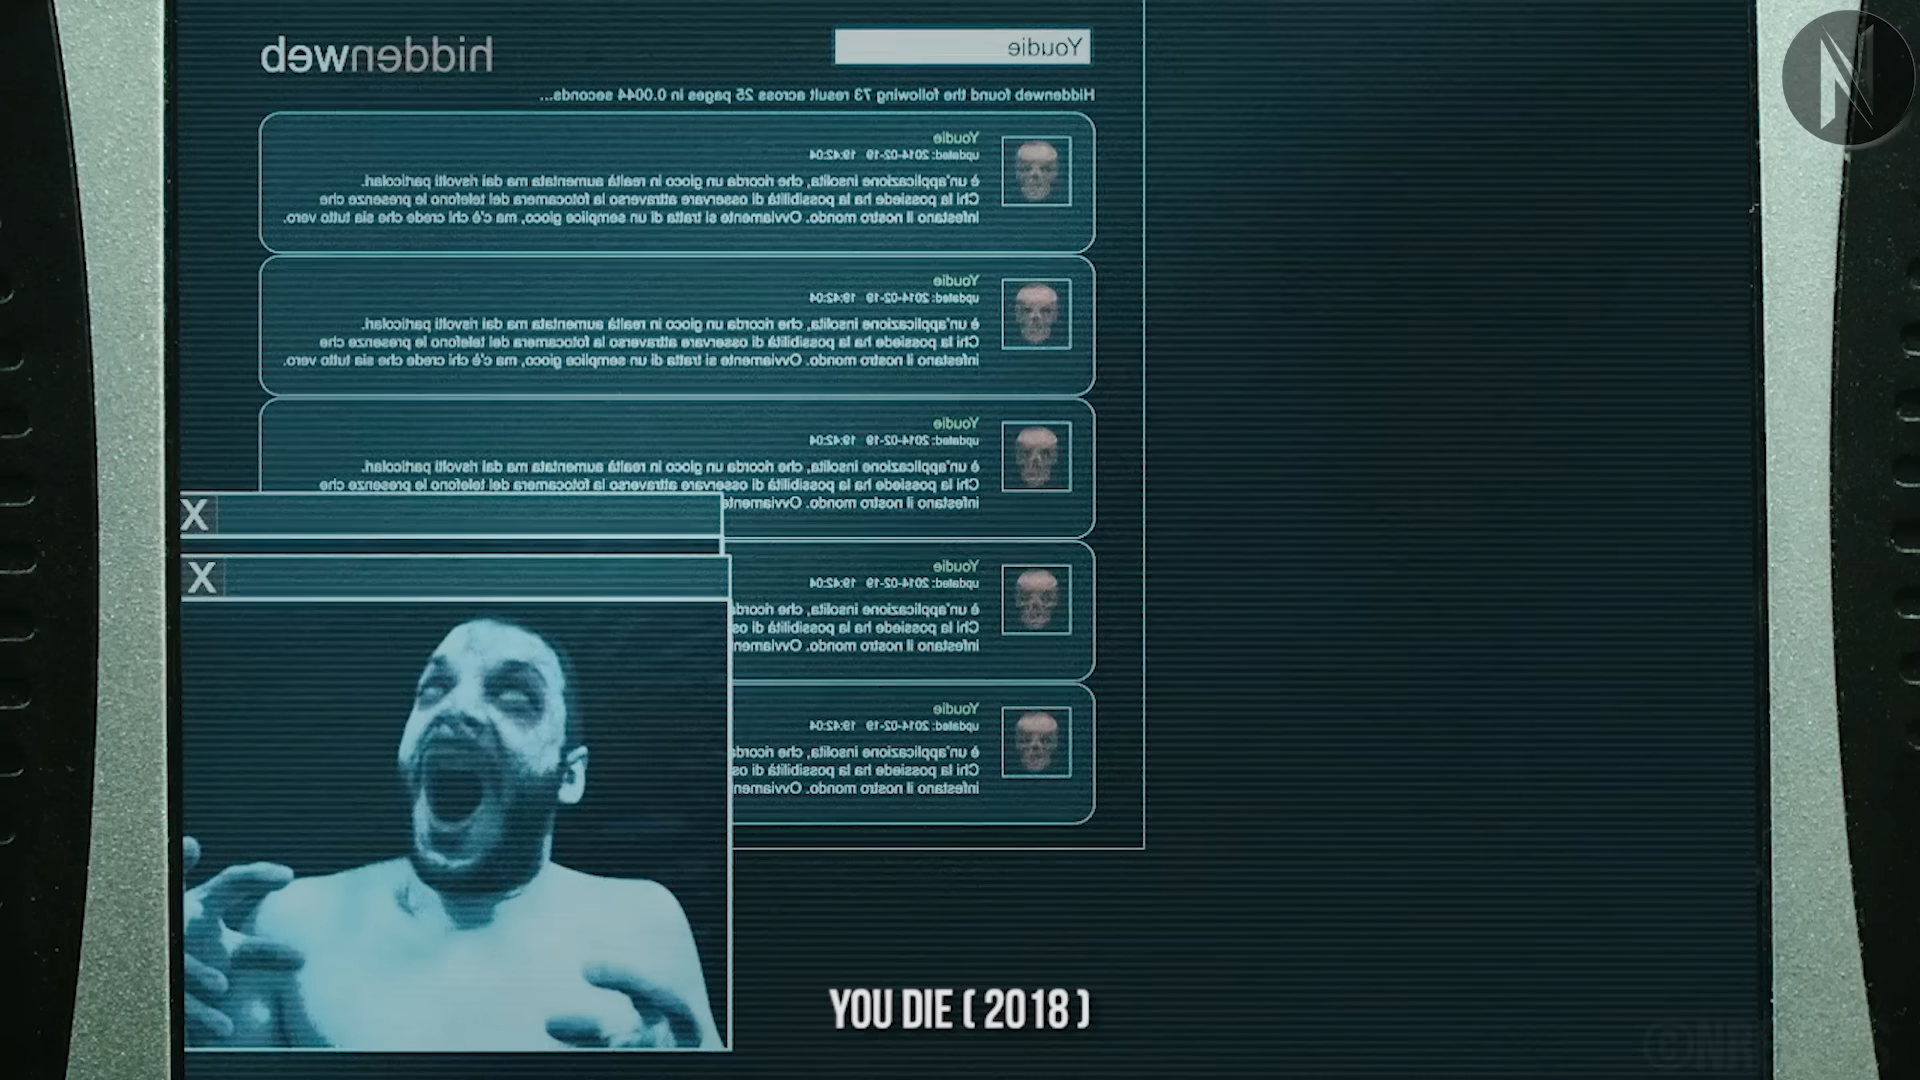 hiddenweb
Youdie
Hiddenweb found tht following 73 result across 25 pages in 0.0044 seconds...
Youdie
updated: 2014-02-19 19:42:04
è un'applicazione insolita, che ricorda un gioco in realtà aumentata ma dai risvolti particolari.
Chi la possiede ha la possibilità di osservare attraverso la fotocamera del telefono le presenze che
infestano il nostro mondo. Ovviamente si tratta di un semplice gioco, ma c'è chi crede che sia tutto vero.
Youdie
updated: 2014-02-19 19:42:04
è un'applicazione insolita, che ricorda un gioco in realtà aumentata ma dai risvolti particolari.
Chi la possiede ha la possibilità di osservare attraverso la fotocamera del telefono le presenze che
infestano il nostro mondo. Ovviamente si tratta di un semplice gioco, ma c'è chi crede che sia tutto vero.
Youdie
updated: 2014-02-19 19:42:04
è un'applicazione insolita, che ricorda un gioco in realtà aumentata ma dai risvolti particolari.
Chi la possiede ha la possibilità di osservare attraverso la fotocamera del telefono le presenze che
infestano il nostro mondo. Ovviamente
X
X
Youdie
updated: 2014-02-19 19:42:04
è un'applicazione insolita, che ricorda
Chi la possiede ha la possibilità di os
infestano il nostro mondo. Ovviamen
Youdie
updated: 2014-02-19 19:42:04
è un'applicazione insolita, che ricorda
Chi la possiede ha la possibilità di os
infestano il nostro mondo. Ovviamen
YOU DIE ( 2018 )